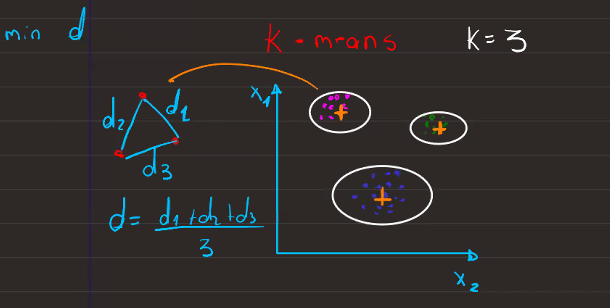 min d
k - means
k = 3
x1
d2
d1
d3
d = d1 + d2 + d3
3
x2